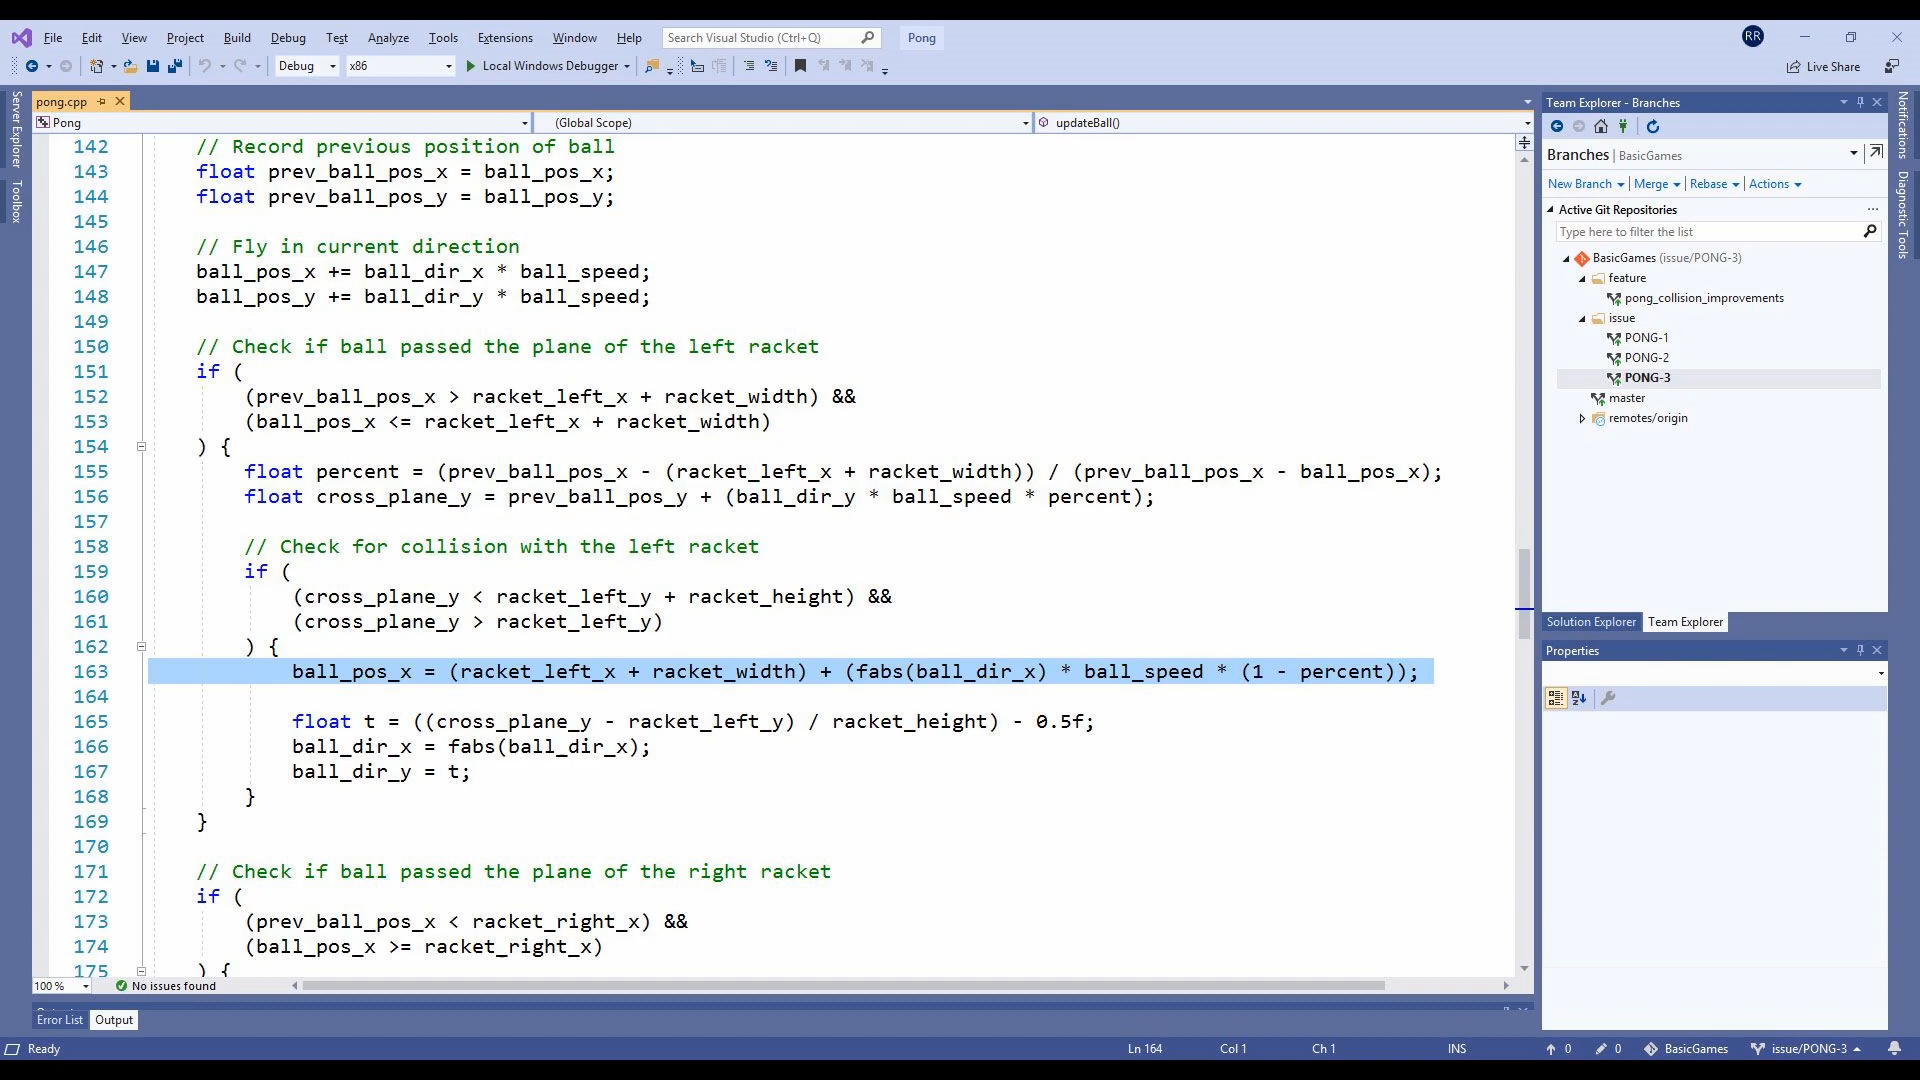 File Edit View Project Build Debug Test Analyze Tools Extensions Window Help Search Visual Studio (Ctrl+Q) Pong RR
Debug x86 Local Windows Debugger Live Share
Server Explorer
Toolbox
pong.cpp
Pong (Global Scope) updateBall()
142 // Record previous position of ball
143 float prev_ball_pos_x = ball_pos_x;
144 float prev_ball_pos_y = ball_pos_y;
145
146 // Fly in current direction
147 ball_pos_x += ball_dir_x * ball_speed;
148 ball_pos_y += ball_dir_y * ball_speed;
149
150 // Check if ball passed the plane of the left racket
151 if (
152 (prev_ball_pos_x > racket_left_x + racket_width) &&
153 (ball_pos_x <= racket_left_x + racket_width)
154 ) {
155 float percent = (prev_ball_pos_x - (racket_left_x + racket_width)) / (prev_ball_pos_x - ball_pos_x);
156 float cross_plane_y = prev_ball_pos_y + (ball_dir_y * ball_speed * percent);
157
158 // Check for collision with the left racket
159 if (
160 (cross_plane_y < racket_left_y + racket_height) &&
161 (cross_plane_y > racket_left_y)
162 ) {
163 ball_pos_x = (racket_left_x + racket_width) + (fabs(ball_dir_x) * ball_speed * (1 - percent));
164
165 float t = ((cross_plane_y - racket_left_y) / racket_height) - 0.5f;
166 ball_dir_x = fabs(ball_dir_x);
167 ball_dir_y = t;
168 }
169 }
170
171 // Check if ball passed the plane of the right racket
172 if (
173 (prev_ball_pos_x < racket_right_x) &&
174 (ball_pos_x >= racket_right_x)
175 ) {
100 % No issues found
Error List Output
Team Explorer - Branches
Branches | BasicGames
New Branch | Merge | Rebase | Actions
Active Git Repositories
Type here to filter the list
BasicGames (issue/PONG-3)
feature
pong_collision_improvements
issue
PONG-1
PONG-2
PONG-3
master
remotes/origin
Solution Explorer Team Explorer
Properties
Notifications
Diagnostic Tools
Ready Ln 164 Col 1 Ch 1 INS 0 0 BasicGames issue/PONG-3